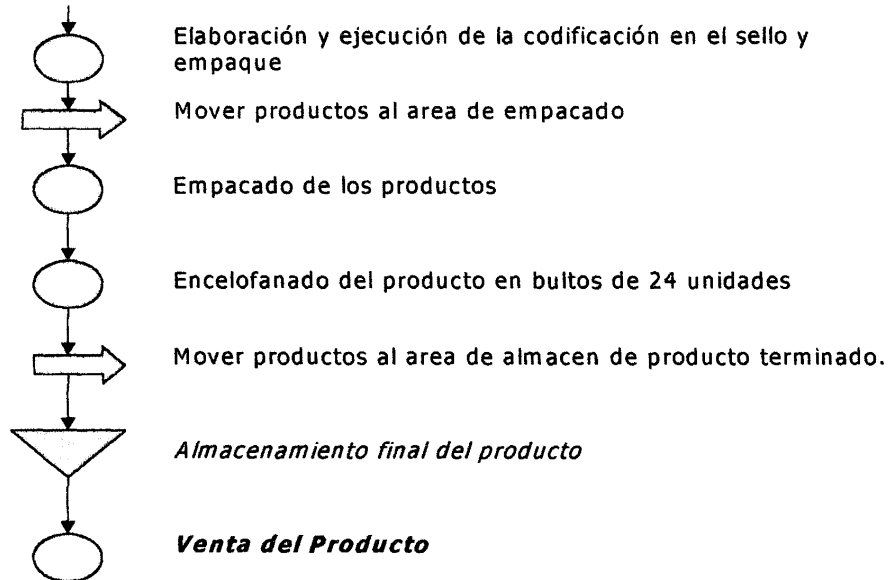 Elaboración y ejecución de la codificación en el sello y
empaque
Mover productos al area de empacado
Empacado de los productos
Encelofanado del producto en bultos de 24 unidades
Mover productos al area de almacen de producto terminado.
Almacenamiento final del producto
Venta del Producto